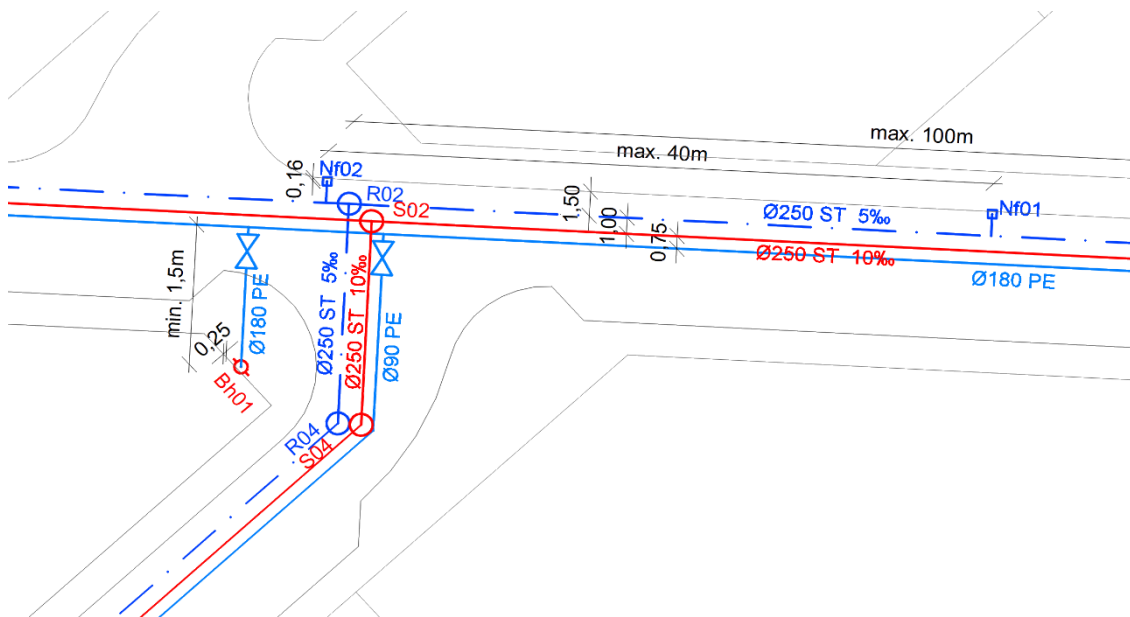 max. 100m
max. 40m
0,16
Nf02
R02
S02
1,50
1,00
0,75
Ø250 ST 5‰
Nf01
Ø250 ST 10‰
Ø180 PE
min. 1,5m
0,25
Bh01
Ø180 PE
Ø250 ST 5‰
Ø250 ST 10‰
Ø90 PE
R04
S04